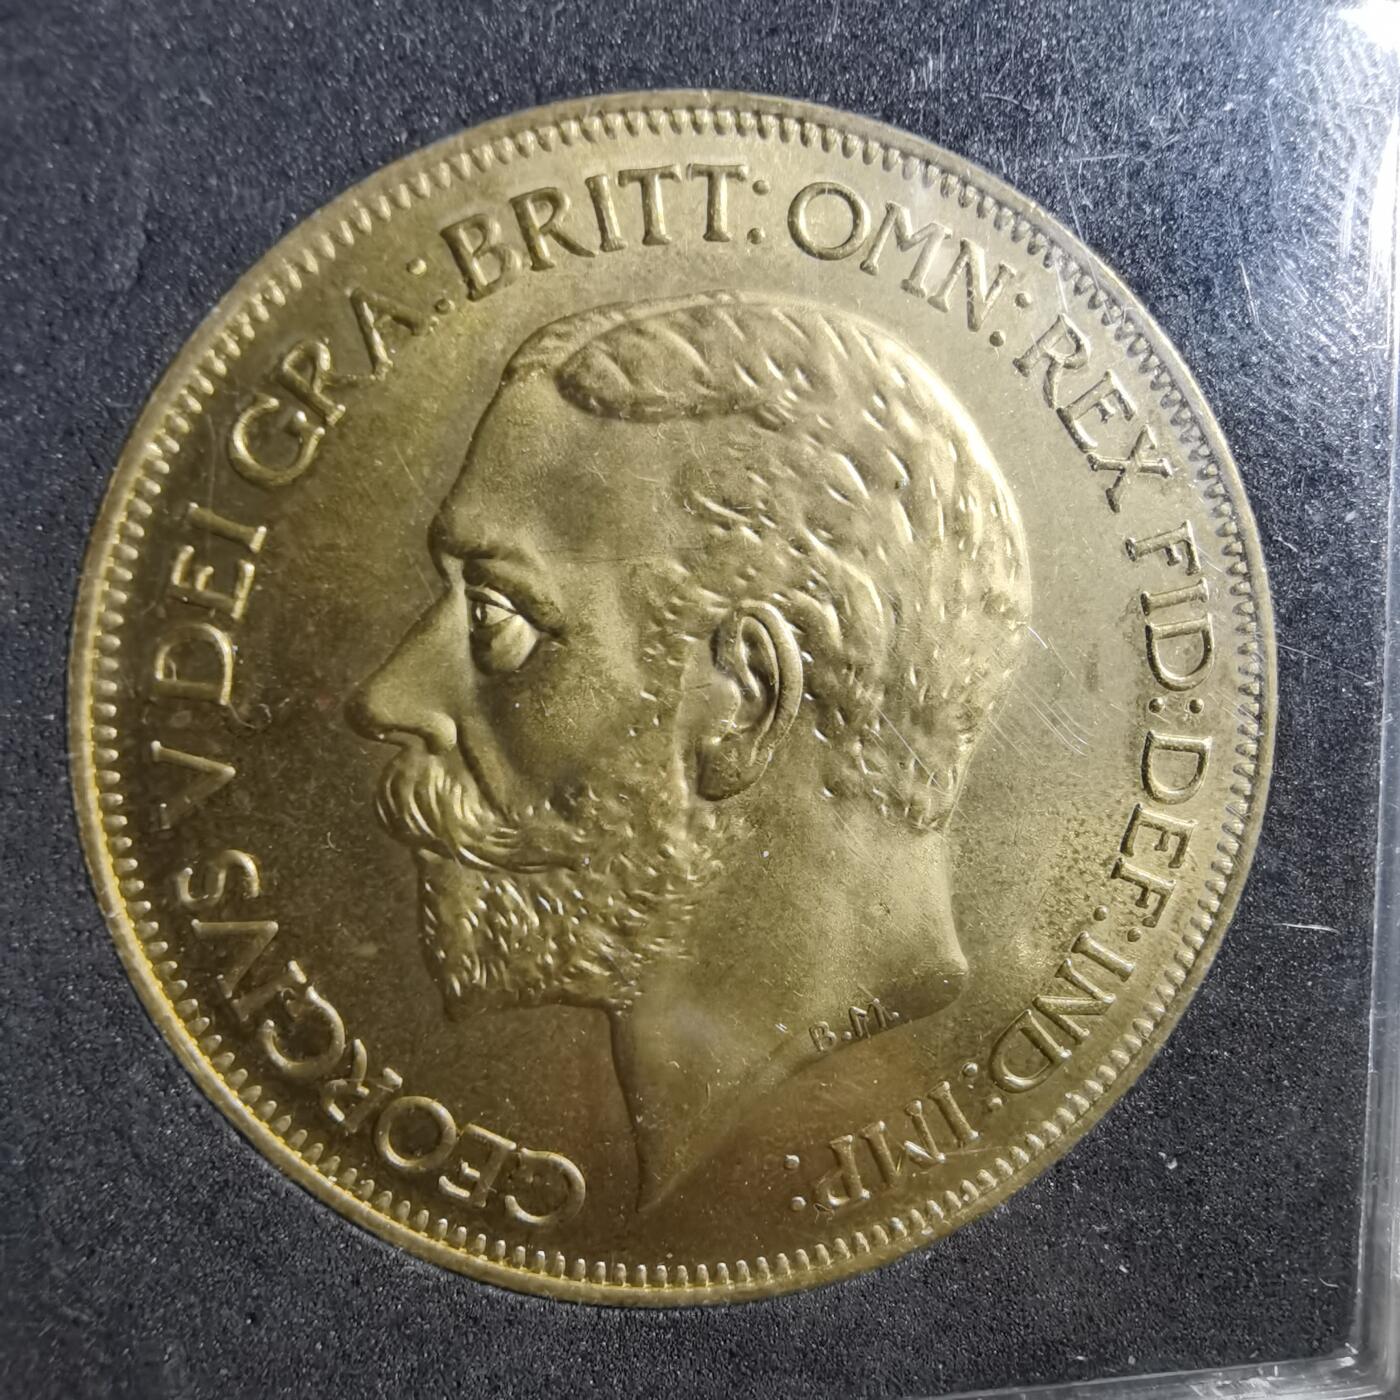 GEORGIVS V DEI GRA: BRITT: OMN: REX FID: DEF: IND: IMP:
B.M.